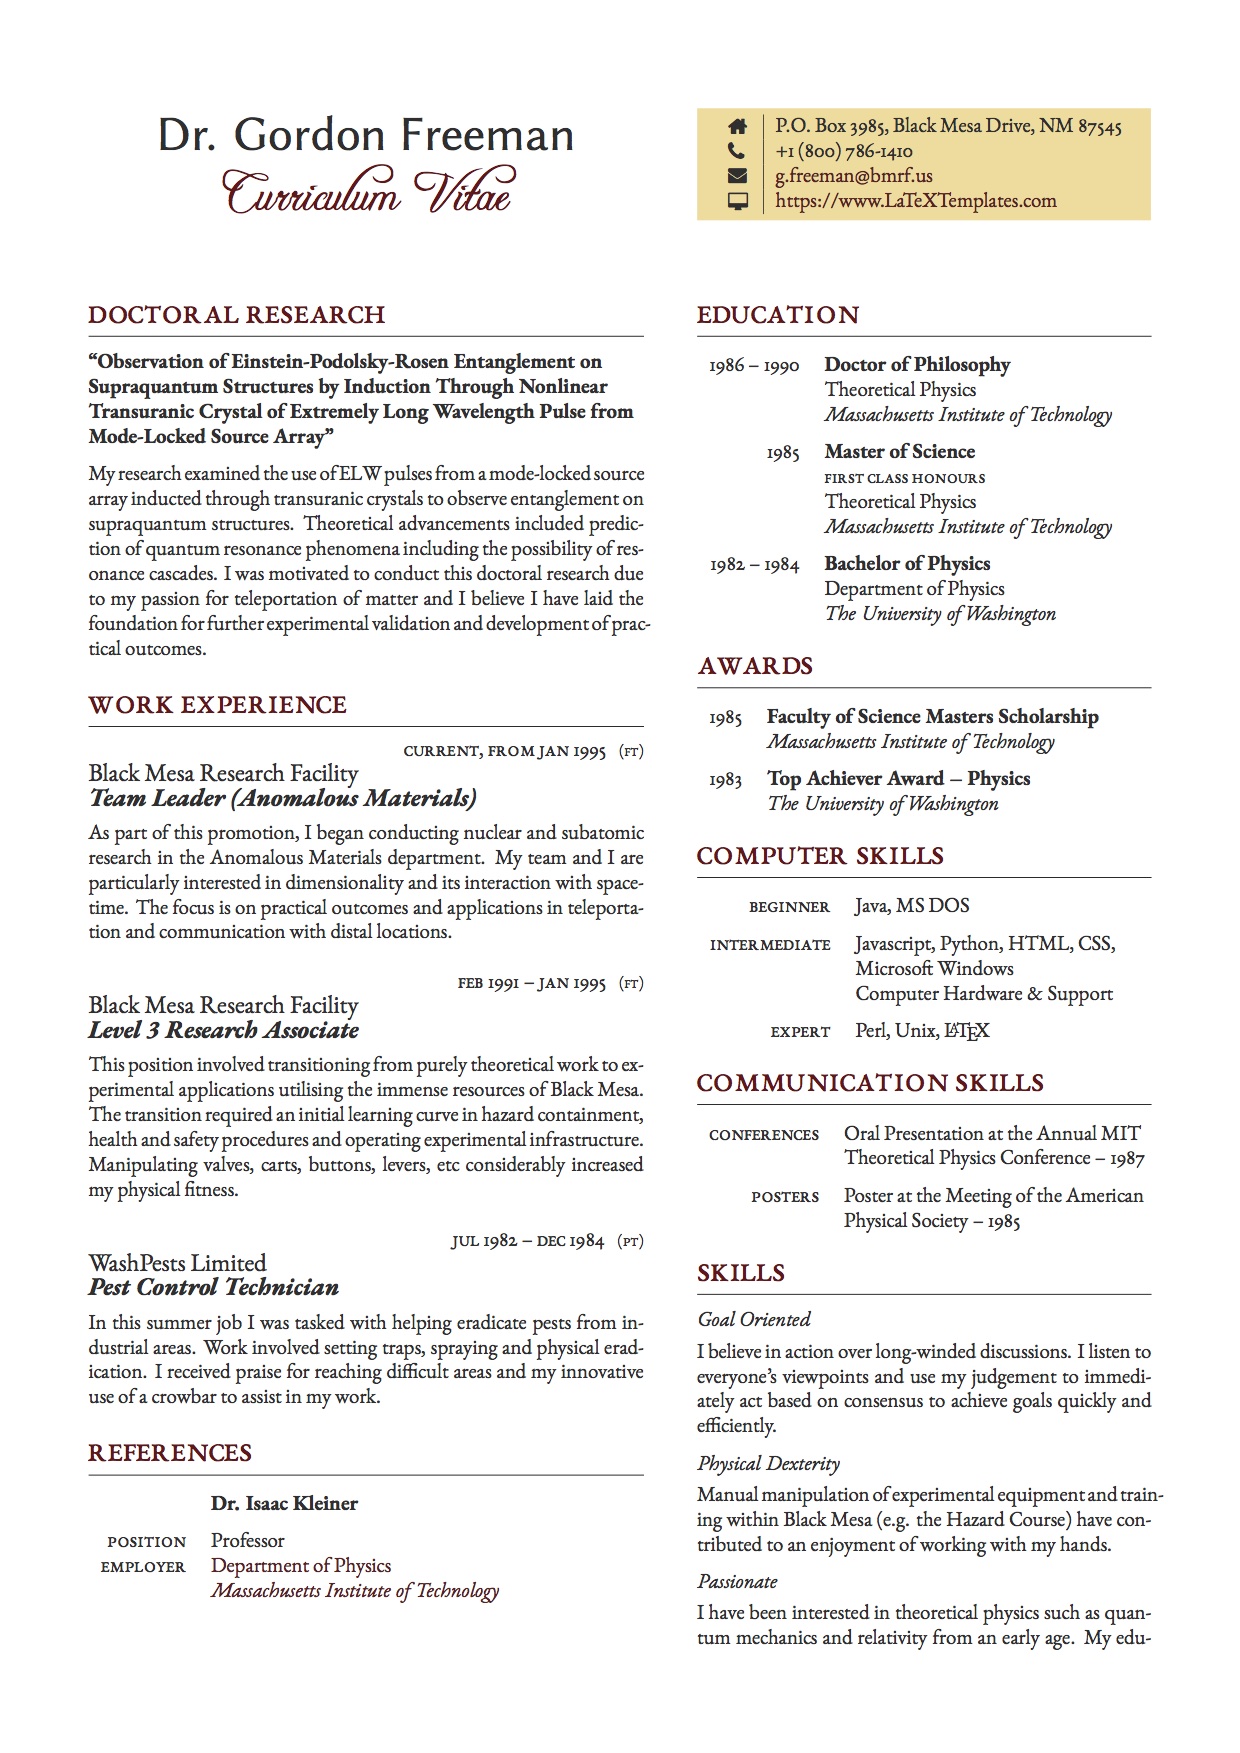 Dr. Gordon Freeman
Curriculum Vitae
P.O. Box 3985, Black Mesa Drive, NM 87545
+1 (800) 786-1410
g.freeman@bmrf.us
https://www.LaTeXTemplates.com
DOCTORAL RESEARCH
“Observation of Einstein-Podolsky-Rosen Entanglement on
Supraquantum Structures by Induction Through Nonlinear
Transuranic Crystal of Extremely Long Wavelength Pulse from
Mode-Locked Source Array”
My research examined the use of ELW pulses from a mode-locked source
array inducted through transuranic crystals to observe entanglement on
supraquantum structures. Theoretical advancements included predic-
tion of quantum resonance phenomena including the possibility of res-
onance cascades. I was motivated to conduct this doctoral research due
to my passion for teleportation of matter and I believe I have laid the
foundation for further experimental validation and development of prac-
tical outcomes.
WORK EXPERIENCE
CURRENT, FROM JAN 1995 (FT)
Black Mesa Research Facility
Team Leader (Anomalous Materials)
As part of this promotion, I began conducting nuclear and subatomic
research in the Anomalous Materials department. My team and I are
particularly interested in dimensionality and its interaction with space-
time. The focus is on practical outcomes and applications in teleporta-
tion and communication with distal locations.
FEB 1991 – JAN 1995 (FT)
Black Mesa Research Facility
Level 3 Research Associate
This position involved transitioning from purely theoretical work to ex-
perimental applications utilising the immense resources of Black Mesa.
The transition required an initial learning curve in hazard containment,
health and safety procedures and operating experimental infrastructure.
Manipulating valves, carts, buttons, levers, etc considerably increased
my physical fitness.
JUL 1982 – DEC 1984 (PT)
WashPests Limited
Pest Control Technician
In this summer job I was tasked with helping eradicate pests from in-
dustrial areas. Work involved setting traps, spraying and physical erad-
ication. I received praise for reaching difficult areas and my innovative
use of a crowbar to assist in my work.
REFERENCES
Dr. Isaac Kleiner
POSITION Professor
EMPLOYER Department of Physics
Massachusetts Institute of Technology
EDUCATION
1986 – 1990 Doctor of Philosophy
Theoretical Physics
Massachusetts Institute of Technology
1985 Master of Science
FIRST CLASS HONOURS
Theoretical Physics
Massachusetts Institute of Technology
1982 – 1984 Bachelor of Physics
Department of Physics
The University of Washington
AWARDS
1985 Faculty of Science Masters Scholarship
Massachusetts Institute of Technology
1983 Top Achiever Award – Physics
The University of Washington
COMPUTER SKILLS
BEGINNER Java, MS DOS
INTERMEDIATE Javascript, Python, HTML, CSS,
Microsoft Windows
Computer Hardware & Support
EXPERT Perl, Unix, LATEX
COMMUNICATION SKILLS
CONFERENCES Oral Presentation at the Annual MIT
Theoretical Physics Conference – 1987
POSTERS Poster at the Meeting of the American
Physical Society – 1985
SKILLS
Goal Oriented
I believe in action over long-winded discussions. I listen to
everyone’s viewpoints and use my judgement to immedi-
ately act based on consensus to achieve goals quickly and
efficiently.
Physical Dexterity
Manual manipulation of experimental equipment and train-
ing within Black Mesa (e.g. the Hazard Course) have con-
tributed to an enjoyment of working with my hands.
Passionate
I have been interested in theoretical physics such as quan-
tum mechanics and relativity from an early age. My edu-